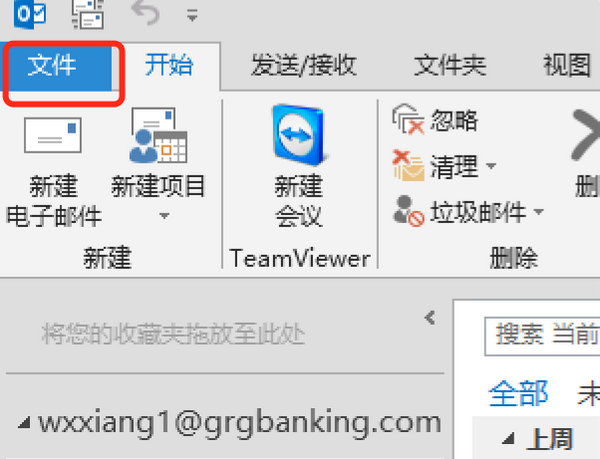 文件 开始 发送/接收 文件夹 视图
忽略
清理
垃圾邮件
新建
电子邮件
新建项目
新建
会议
删
新建 TeamViewer 删除
将您的收藏夹拖放至此处
搜索 当前
全部 未
wxxiang1@grgbanking.com
上周